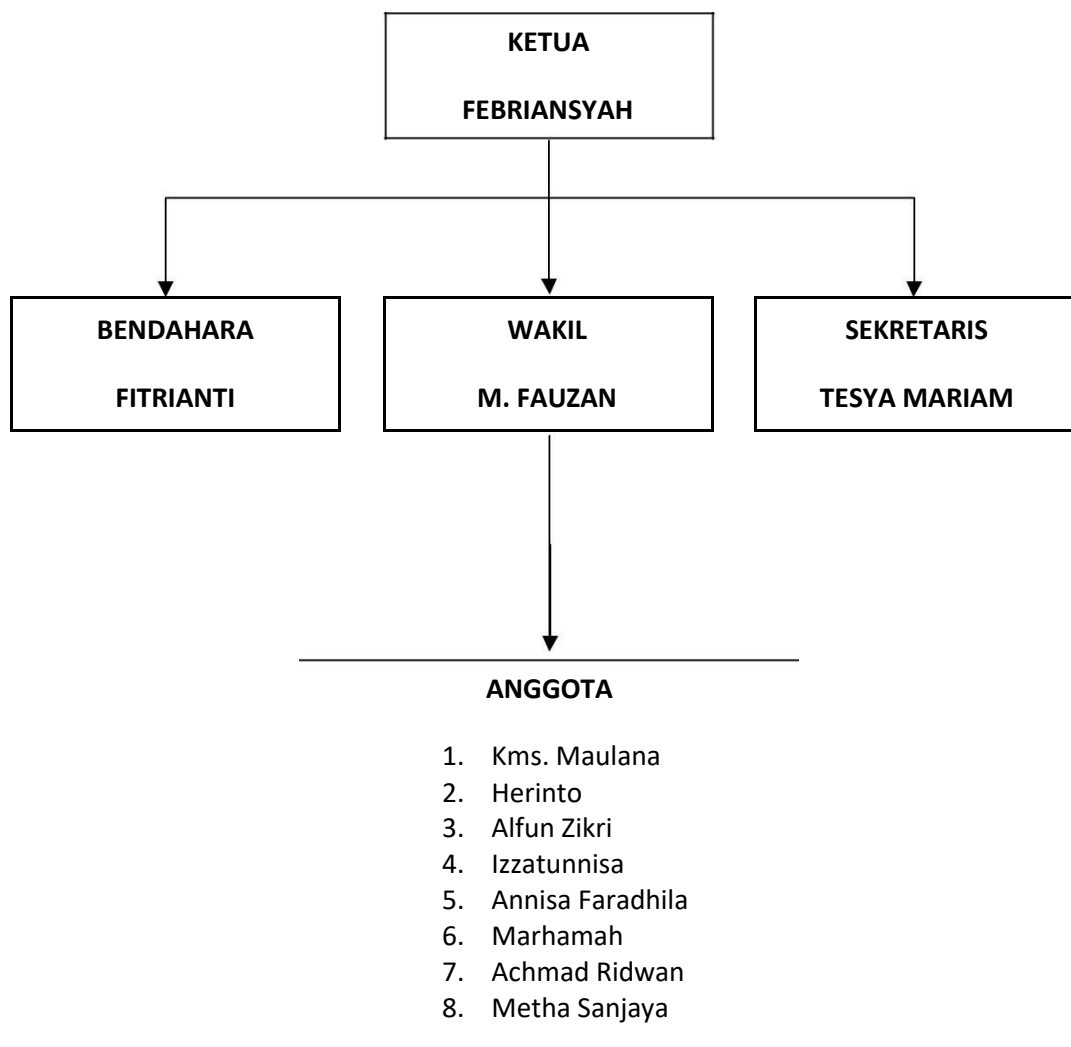 KETUA
FEBRIANSYAH
BENDAHARA
FITRIANTI
WAKIL
M. FAUZAN
SEKRETARIS
TESYA MARIAM
ANGGOTA
1. Kms. Maulana
2. Herinto
3. Alfun Zikri
4. Izzatunnisa
5. Annisa Faradhila
6. Marhamah
7. Achmad Ridwan
8. Metha Sanjaya